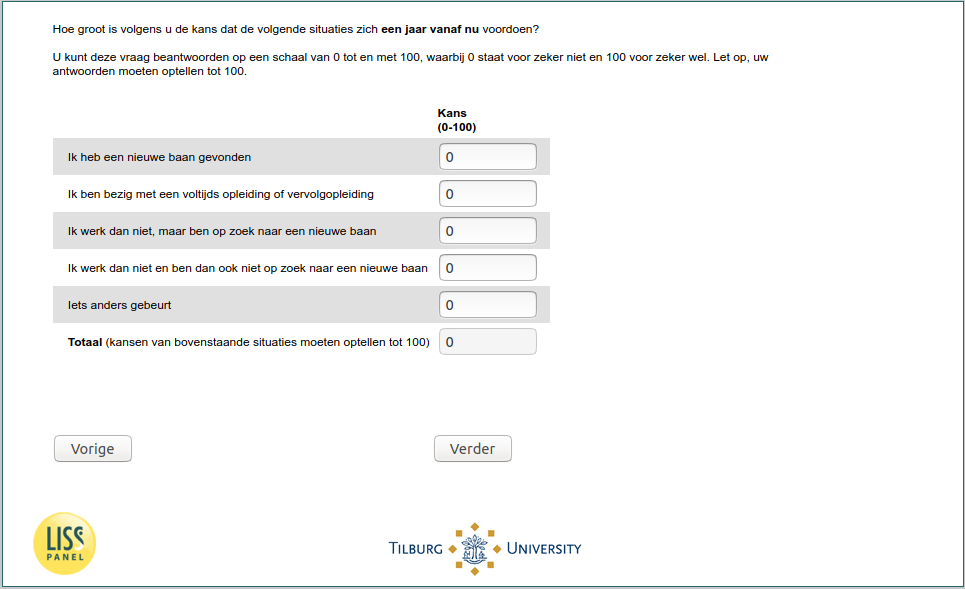 Hoe groot is volgens u de kans dat de volgende situaties zich een jaar vanaf nu voordoen?
U kunt deze vraag beantwoorden op een schaal van 0 tot en met 100, waarbij 0 staat voor zeker niet en 100 voor zeker wel. Let op, uw
antwoorden moeten optellen tot 100.
Kans
(0-100)
Ik heb een nieuwe baan gevonden 0
Ik ben bezig met een voltijds opleiding of vervolgopleiding 0
Ik werk dan niet, maar ben op zoek naar een nieuwe baan 0
Ik werk dan niet en ben dan ook niet op zoek naar een nieuwe baan 0
Iets anders gebeurt 0
Totaal (kansen van bovenstaande situaties moeten optellen tot 100) 0
Vorige Verder
LISS
PANEL
TILBURG UNIVERSITY